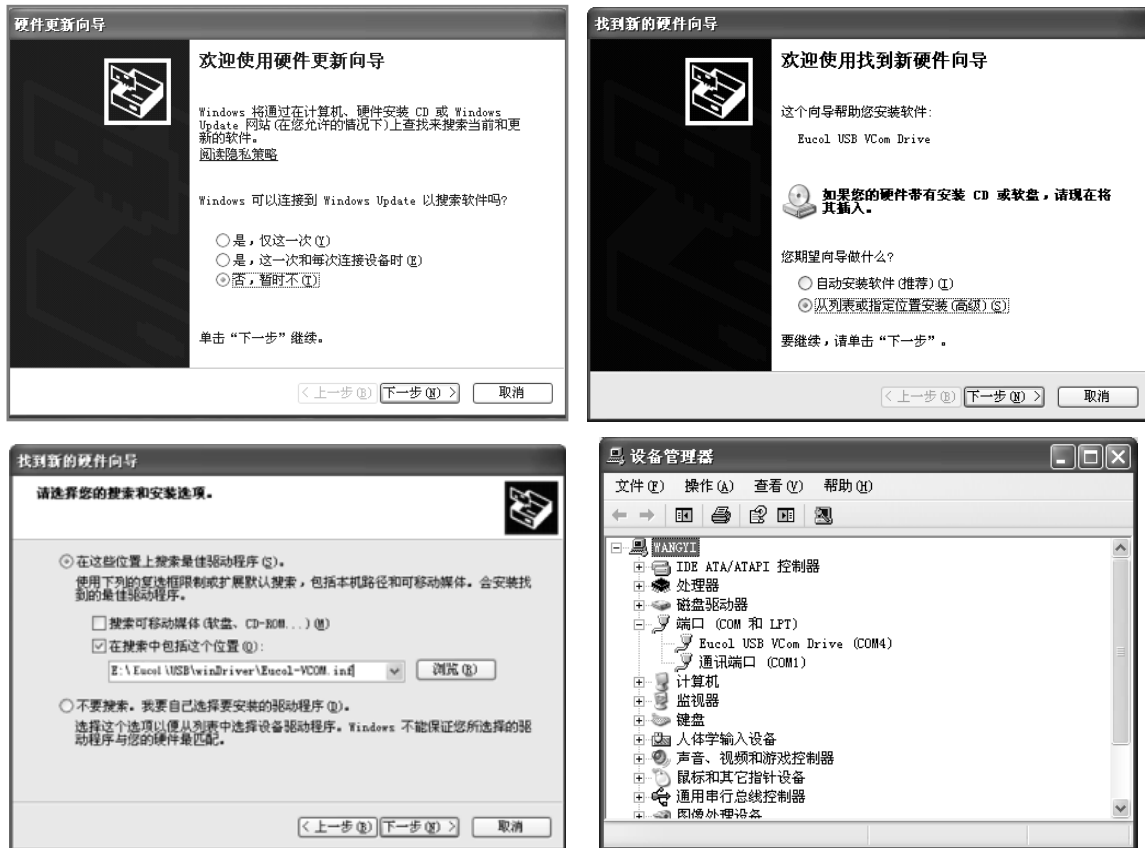 硬件更新向导
欢迎使用硬件更新向导
Windows 将通过在计算机、硬件安装 CD 或 Windows
Update 网站(在您允许的情况下)上查找来搜索当前和更
新的软件。
阅读隐私策略
Windows 可以连接到 Windows Update 以搜索软件吗?
是，仅这一次(Y)
是，这一次和每次连接设备时(E)
否，暂时不(T)
单击“下一步”继续。
< 上一步(B) 下一步(N) > 取消
找到新的硬件向导
欢迎使用找到新硬件向导
这个向导帮助您安装软件:
Eucol USB VCom Drive
如果您的硬件带有安装 CD 或软盘，请现在将
其插入。
您期望向导做什么?
自动安装软件(推荐)(I)
从列表或指定位置安装(高级)(S)
要继续，请单击“下一步”。
< 上一步(B) 下一步(N) > 取消
找到新的硬件向导
请选择您的搜索和安装选项。
在这些位置上搜索最佳驱动程序(S)。
使用下列的复选框限制或扩展默认搜索，包括本机路径和可移动媒体。会安装找
到的最佳驱动程序。
搜索可移动媒体(软盘、CD-ROM...)(M)
在搜索中包括这个位置(O):
E:\Eucol\USB\winDriver\Eucol-VCOM.inf 浏览(R)
不要搜索。我要自己选择要安装的驱动程序(D)。
选择这个选项以便从列表中选择设备驱动程序。Windows 不能保证您所选择的驱
动程序与您的硬件最匹配。
< 上一步(B) 下一步(N) > 取消
设备管理器
文件(F) 操作(A) 查看(V) 帮助(H)
WANGYI
IDE ATA/ATAPI 控制器
处理器
磁盘驱动器
端口 (COM 和 LPT)
Eucol USB VCom Drive (COM4)
通讯端口 (COM1)
计算机
监视器
键盘
人体学输入设备
声音、视频和游戏控制器
鼠标和其它指针设备
通用串行总线控制器
图像处理设备